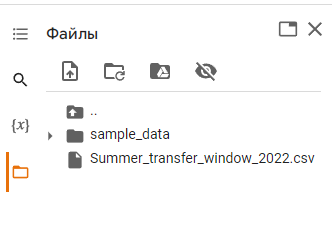 Файлы
{x}
..
sample_data
Summer_transfer_window_2022.csv